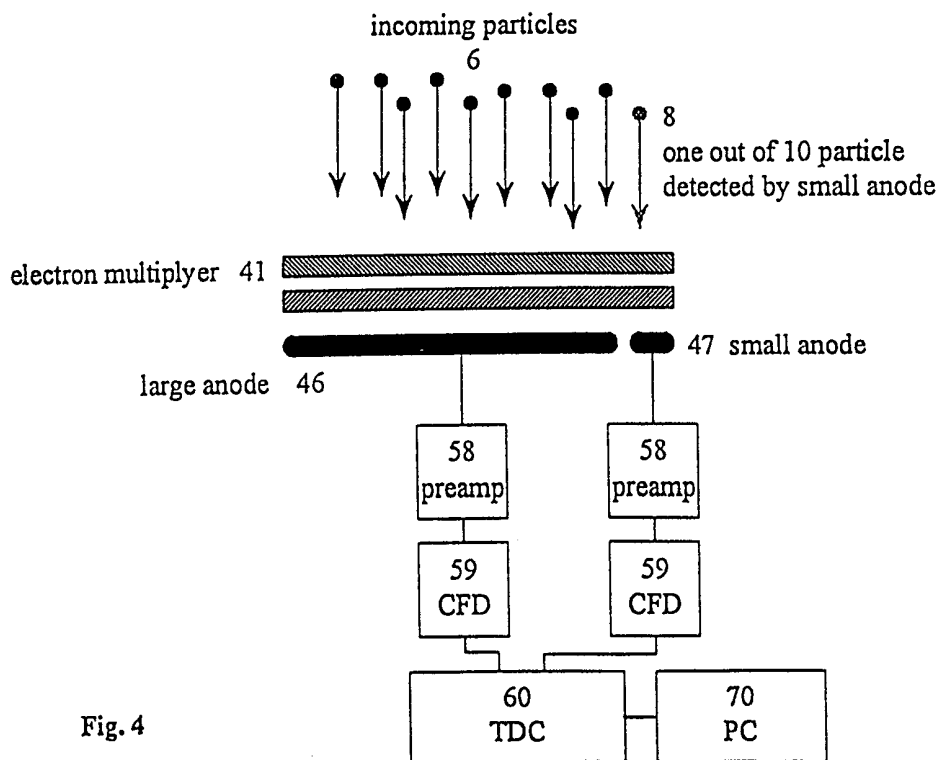 incoming particles
6
8
one out of 10 particle
detected by small anode
electron multiplyer 41
47 small anode
large anode 46
58
preamp
58
preamp
59
CFD
59
CFD
60
TDC
70
PC
Fig. 4